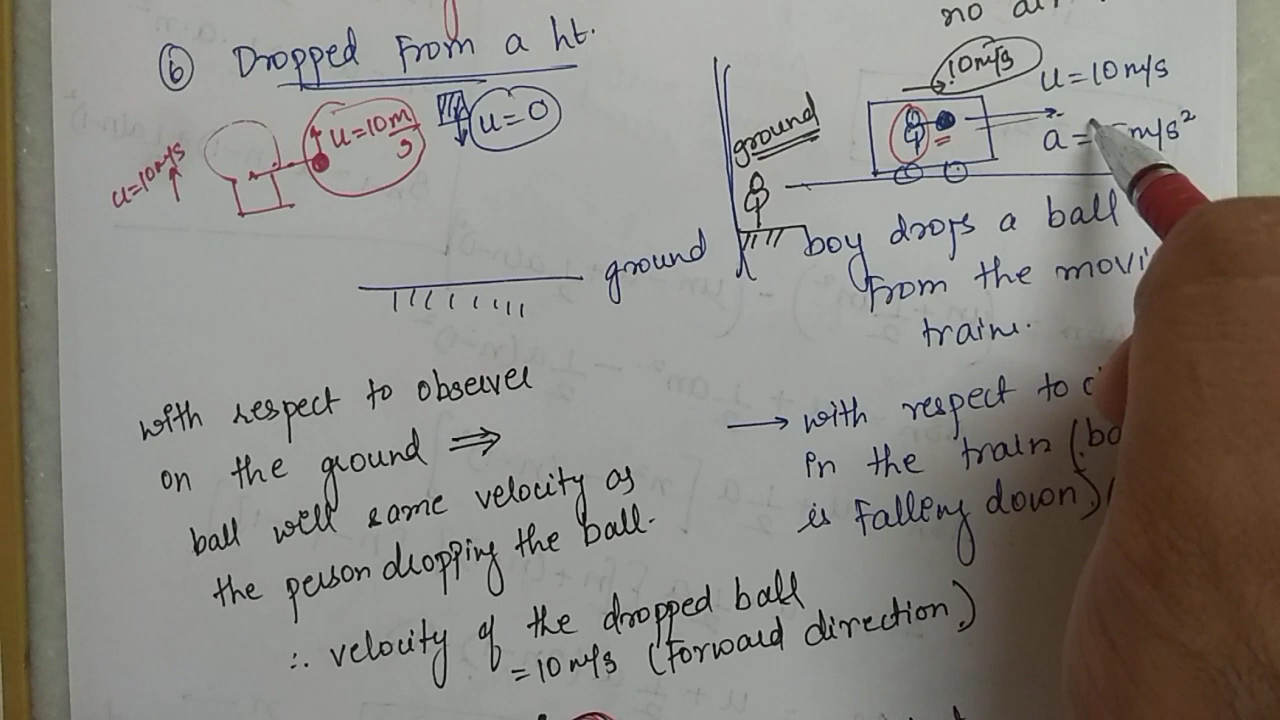 no air
⑥ Dropped From a ht.
10m/s
u=10m/s
u=10m/s
u=0
u=10m/s
ground
a = m/s²
ground
boy drops a ball
from the movi
train.
with respect to observer
on the ground ⇒
ball will same velocity as
the person dropping the ball.
∴ velocity of the dropped ball
=10m/s (forward direction)
→ with respect to
in the train (bo
is falling down)